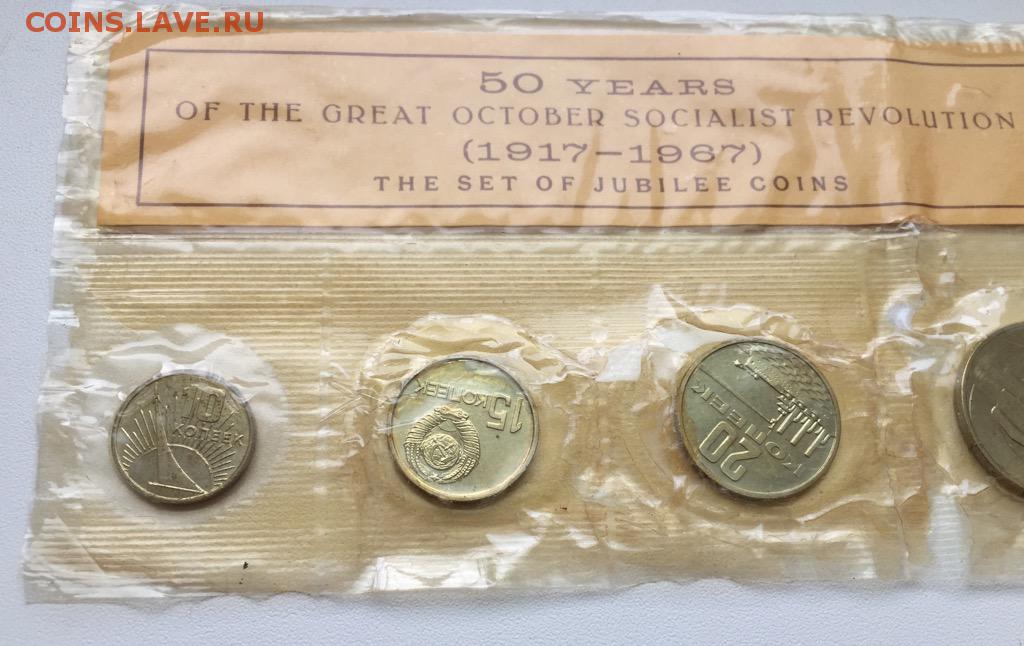 COINS.LAVE.RU
50 YEARS
OF THE GREAT OCTOBER SOCIALIST REVOLUTION
(1917–1967)
THE SET OF JUBILEE COINS
10
КОПЕЕК
15 КОПЕЕК
20
КОПЕЕК